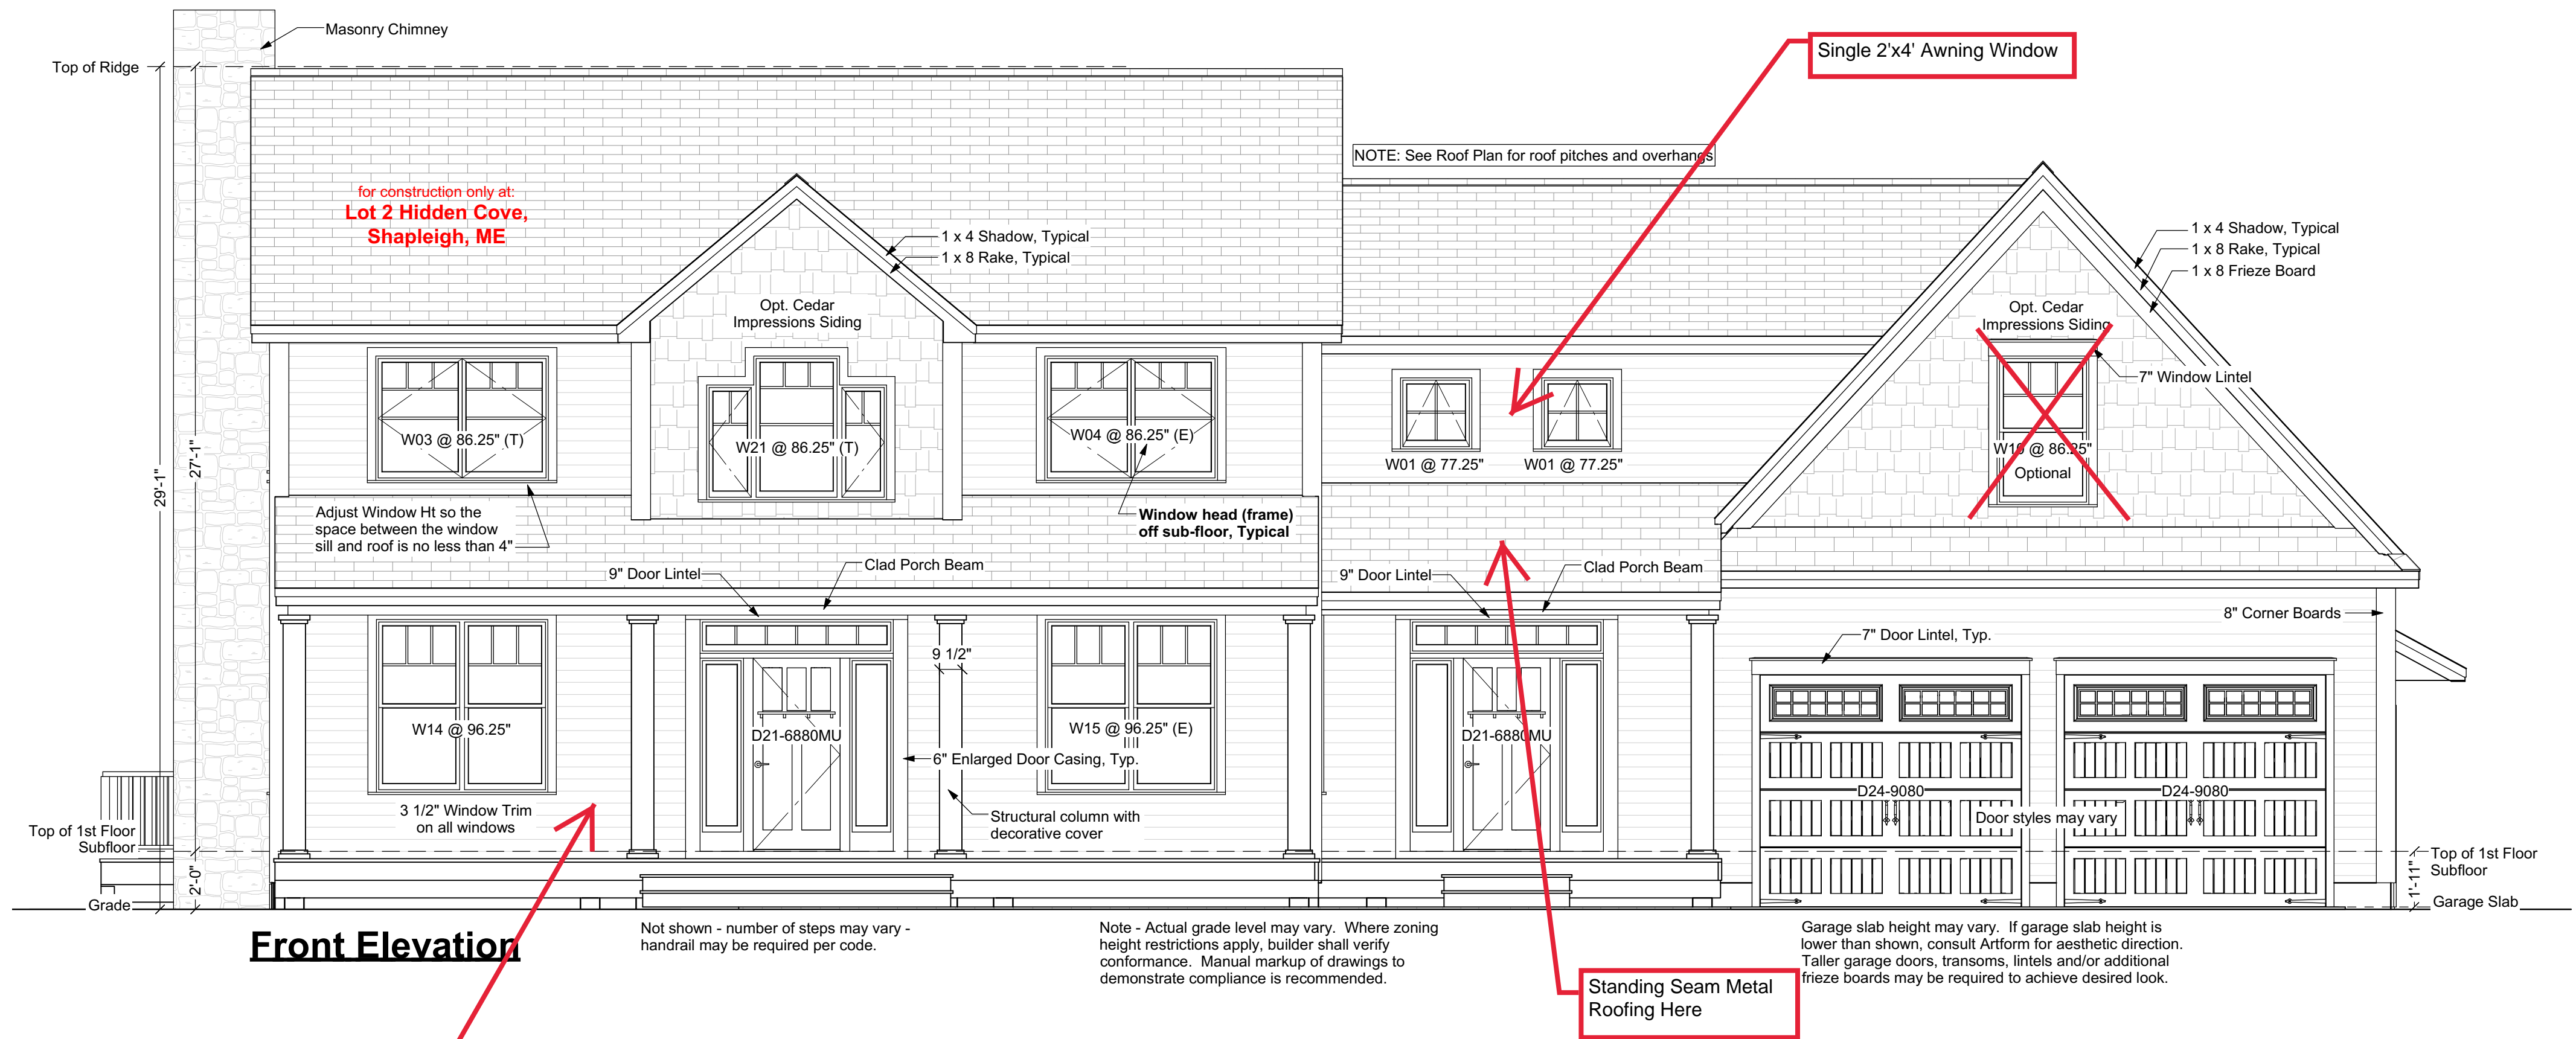 Masonry Chimney
Top of Ridge
Single 2'x4' Awning Window
NOTE: See Roof Plan for roof pitches and overhangs
for construction only at:
Lot 2 Hidden Cove,
Shapleigh, ME
1 x 4 Shadow, Typical
1 x 8 Rake, Typical
1 x 4 Shadow, Typical
1 x 8 Rake, Typical
1 x 8 Frieze Board
Opt. Cedar
Impressions Siding
Opt. Cedar
Impressions Siding
7" Window Lintel
W03 @ 86.25" (T)
W21 @ 86.25" (T)
W04 @ 86.25" (E)
W01 @ 77.25"
W01 @ 77.25"
W10 @ 86.25"
Optional
29'-1"
27'-1"
Adjust Window Ht so the
space between the window
sill and roof is no less than 4"
Window head (frame)
off sub-floor, Typical
9" Door Lintel
Clad Porch Beam
9" Door Lintel
Clad Porch Beam
8" Corner Boards
7" Door Lintel, Typ.
9 1/2"
W14 @ 96.25"
D21-6880MU
W15 @ 96.25" (E)
D21-6880MU
6" Enlarged Door Casing, Typ.
D24-9080
D24-9080
3 1/2" Window Trim
on all windows
Structural column with
decorative cover
Door styles may vary
Top of 1st Floor
Subfloor
Top of 1st Floor
Subfloor
2'-0"
1'-11"
Grade
Garage Slab
Front Elevation
Not shown - number of steps may vary -
handrail may be required per code.
Note - Actual grade level may vary. Where zoning
height restrictions apply, builder shall verify
conformance. Manual markup of drawings to
demonstrate compliance is recommended.
Garage slab height may vary. If garage slab height is
lower than shown, consult Artform for aesthetic direction.
Taller garage doors, transoms, lintels and/or additional
frieze boards may be required to achieve desired look.
Standing Seam Metal
Roofing Here